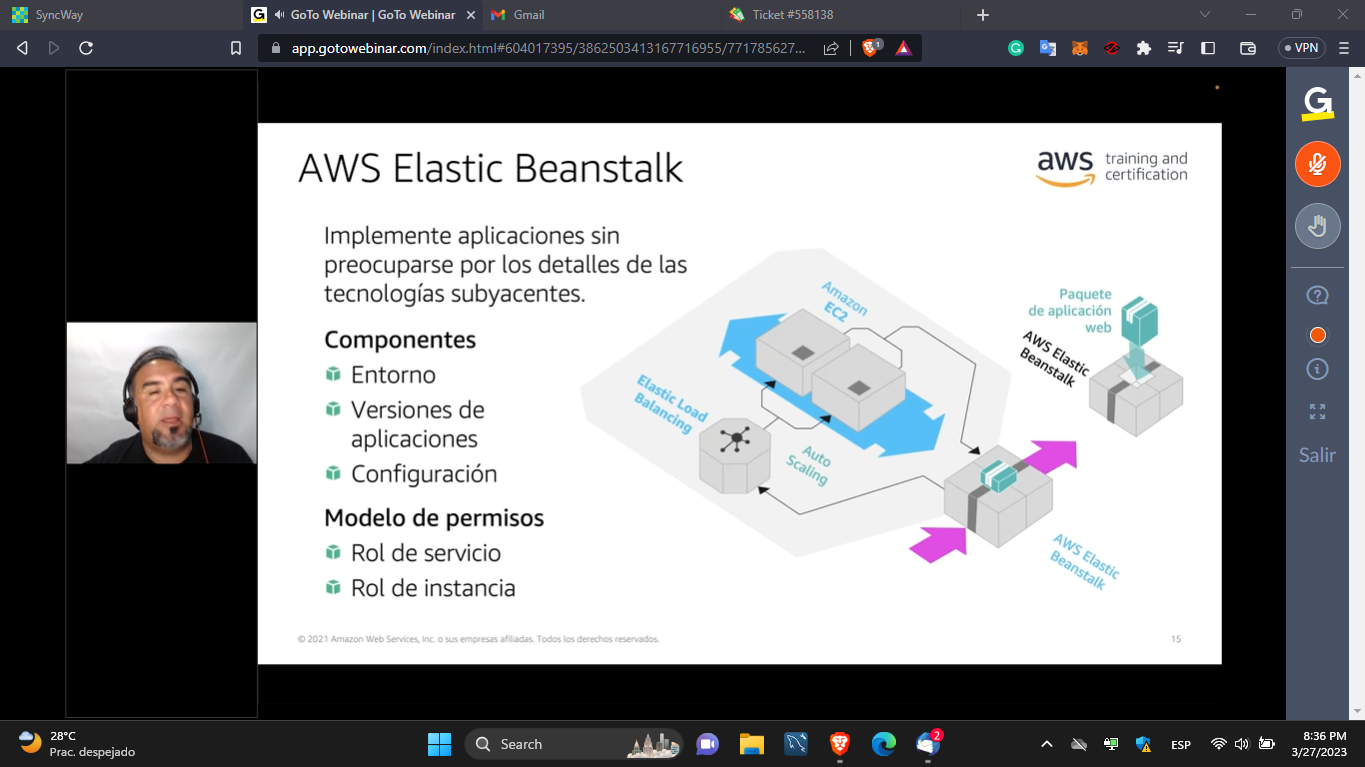 SyncWay
GoTo Webinar | GoTo Webinar
Gmail
Ticket #558138
app.gotowebinar.com/index.html#604017395/3862503413167716955/771785627...
1
VPN
AWS Elastic Beanstalk
aws training and
certification
Implemente aplicaciones sin
preocuparse por los detalles de las
tecnologías subyacentes.
Componentes
Entorno
Versiones de
aplicaciones
Configuración
Modelo de permisos
Rol de servicio
Rol de instancia
Amazon
EC2
Elastic Load
Balancing
Auto
Scaling
Paquete
de aplicación
web
AWS Elastic
Beanstalk
AWS Elastic
Beanstalk
© 2021 Amazon Web Services, Inc. o sus empresas afiliadas. Todos los derechos reservados.
15
G
Salir
28°C
Prac. despejado
Search
2
ESP
8:36 PM
3/27/2023